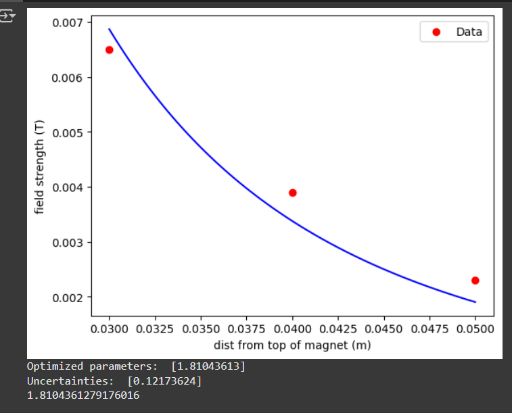 0.007
0.006
0.005
0.004
0.003
0.002
field strength (T)
Data
0.0300 0.0325 0.0350 0.0375 0.0400 0.0425 0.0450 0.0475 0.0500
dist from top of magnet (m)
Optimized parameters:  [1.81043613]
Uncertainties:  [0.12173624]
1.8104361279176016